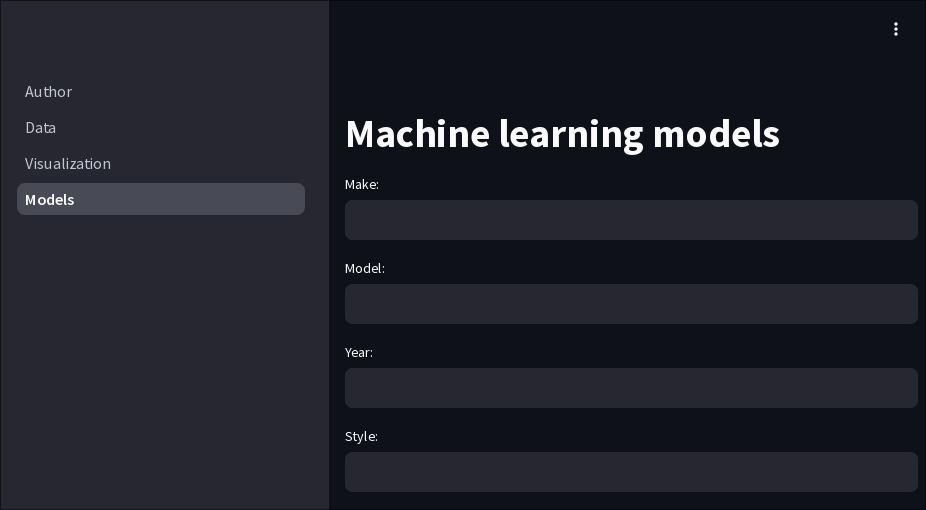 Author
Data
Visualization
Models
Machine learning models
Make:
Model:
Year:
Style: